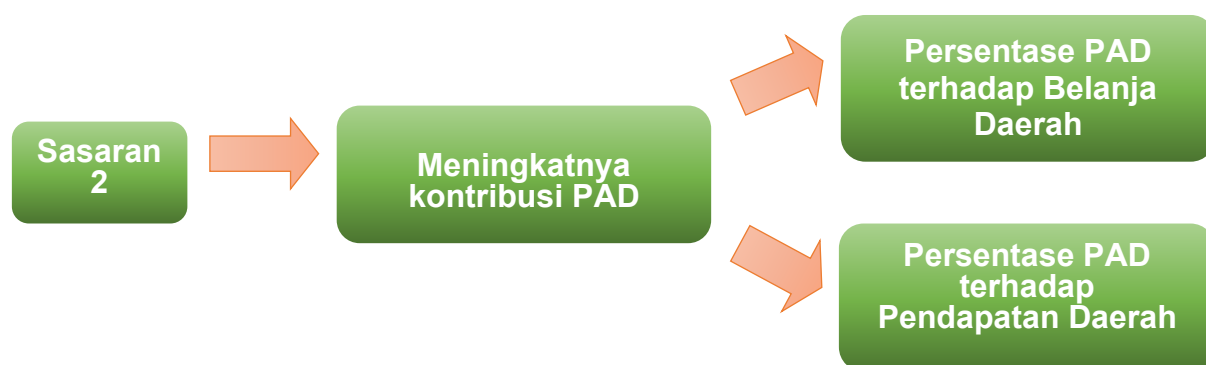 Sasaran
2
Meningkatnya
kontribusi PAD
Persentase PAD
terhadap Belanja
Daerah
Persentase PAD
terhadap
Pendapatan Daerah